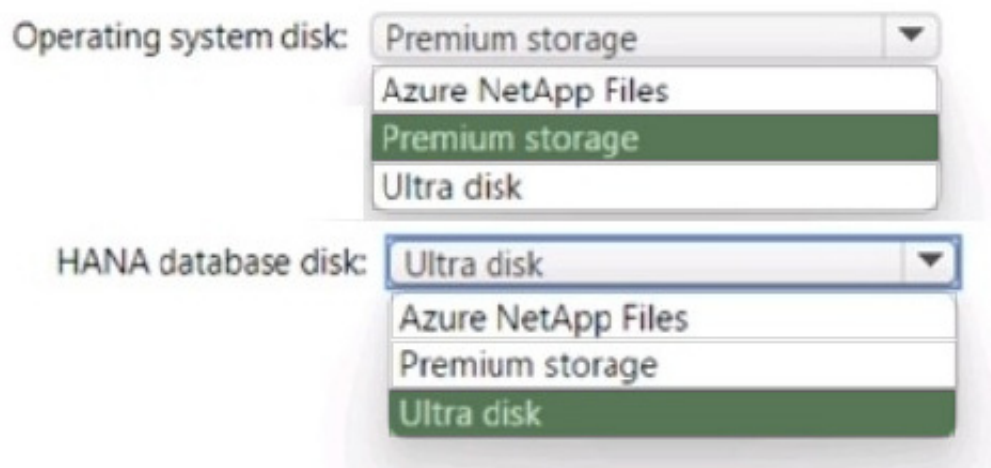 Operating system disk: Premium storage
Azure NetApp Files
Premium storage
Ultra disk
HANA database disk: Ultra disk
Azure NetApp Files
Premium storage
Ultra disk